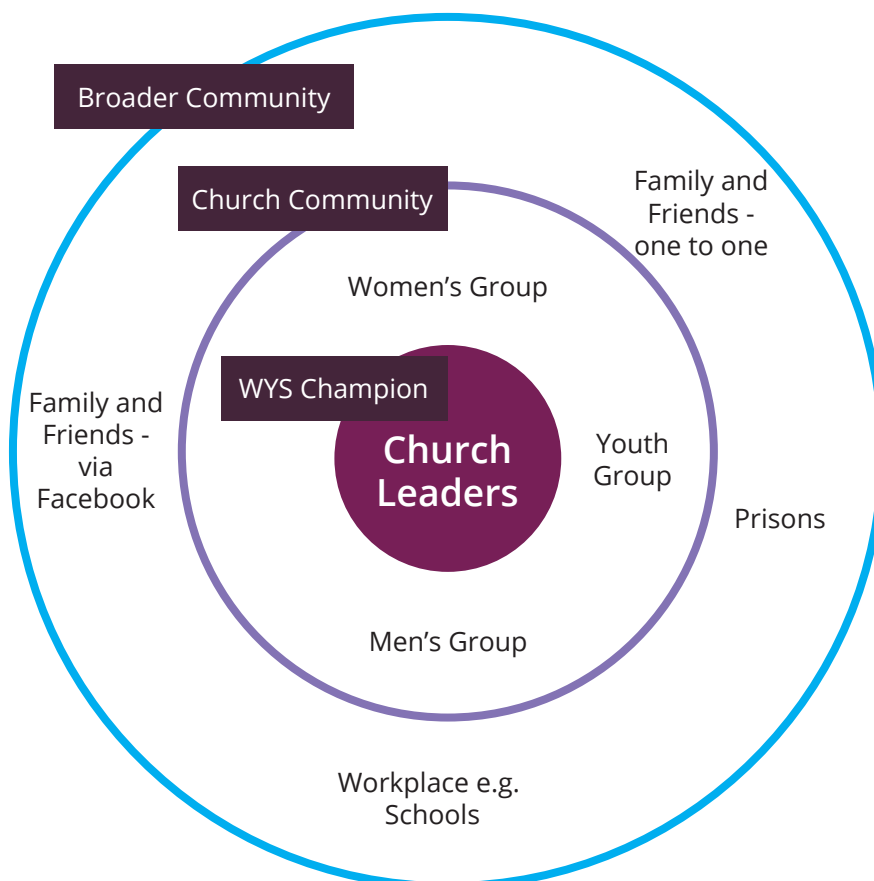 Broader Community
Church Community
Family and
Friends -
one to one
Women’s Group
WYS Champion
Family and
Friends -
via
Facebook
Church
Leaders
Youth
Group
Prisons
Men’s Group
Workplace e.g.
Schools